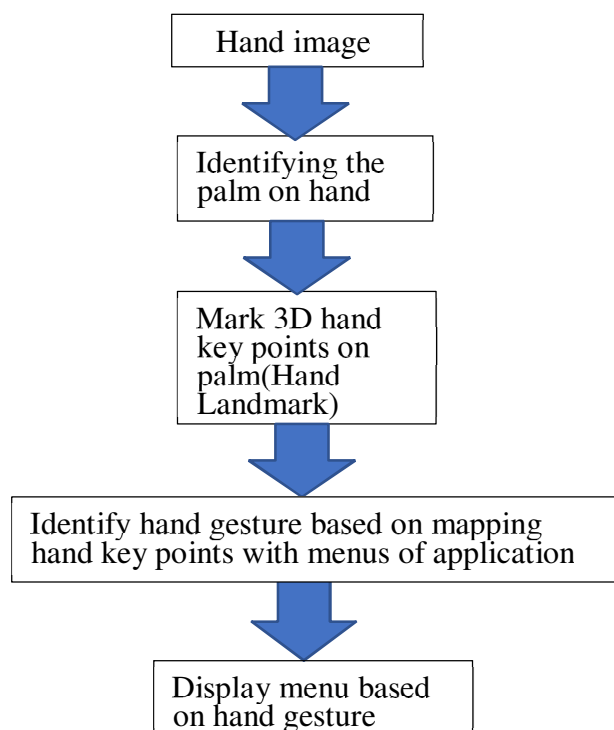 Hand image
Identifying the
palm on hand
Mark 3D hand
key points on
palm(Hand
Landmark)
Identify hand gesture based on mapping
hand key points with menus of application
Display menu based
on hand gesture